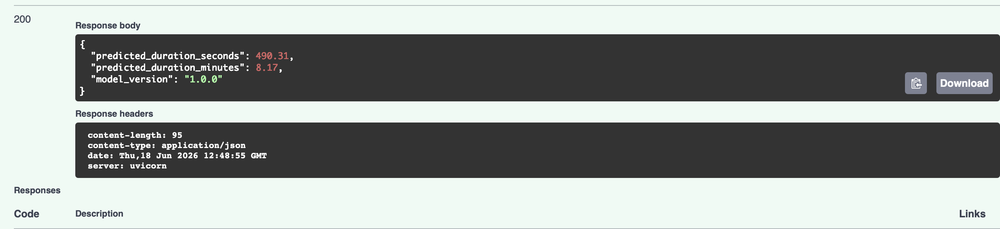 200
Response body
{
  "predicted_duration_seconds": 490.31,
  "predicted_duration_minutes": 8.17,
  "model_version": "1.0.0"
}
Download
Response headers
content-length: 95
content-type: application/json
date: Thu,18 Jun 2026 12:48:55 GMT
server: uvicorn
Responses
Code Description Links